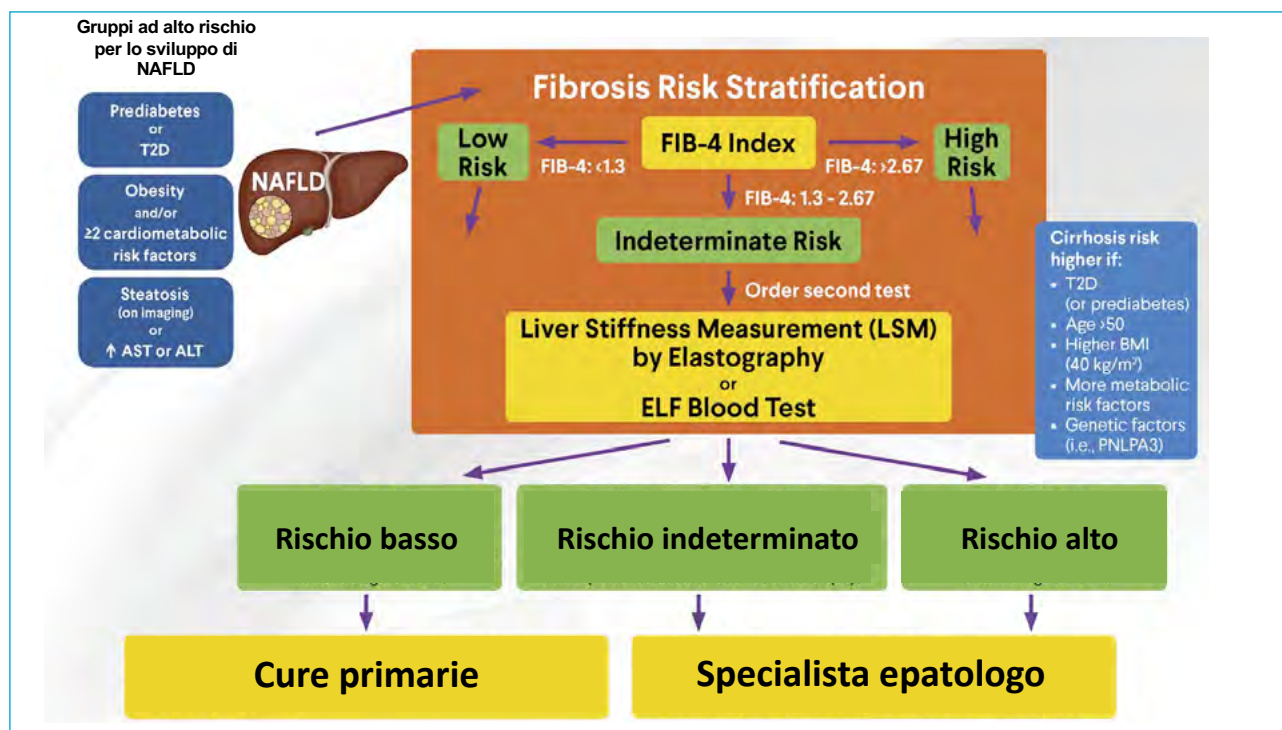 Gruppi ad alto rischio
per lo sviluppo di
NAFLD
Prediabetes
or
T2D
Obesity
and/or
≥2 cardiometabolic
risk factors
Steatosis
(on imaging)
or
↑ AST or ALT
NAFLD
Fibrosis Risk Stratification
Low
Risk
FIB-4: <1.3
FIB-4 Index
FIB-4: >2.67
High
Risk
FIB-4: 1.3 - 2.67
Indeterminate Risk
Order second test
Liver Stiffness Measurement (LSM)
by Elastography
or
ELF Blood Test
Cirrhosis risk
higher if:
• T2D
(or prediabetes)
• Age >50
• Higher BMI
(40 kg/m²)
• More metabolic
risk factors
• Genetic factors
(i.e., PNLPA3)
Rischio basso
Rischio indeterminato
Rischio alto
Cure primarie
Specialista epatologo